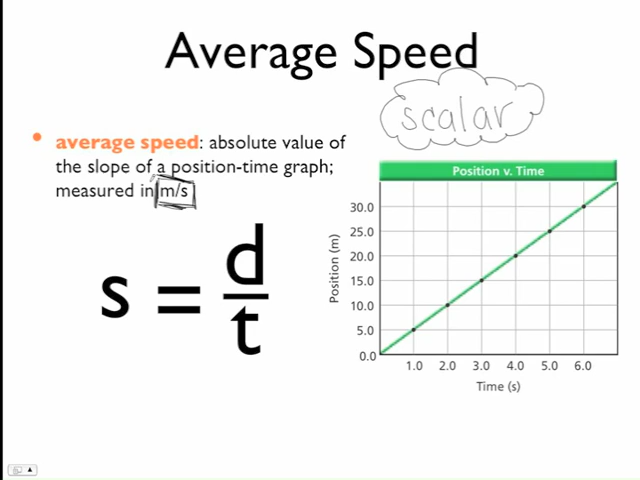 Average Speed
scalar
• average speed: absolute value of
the slope of a position-time graph;
measured in m/s
s = d/t
Position v. Time
Position (m)
30.0
25.0
20.0
15.0
10.0
5.0
0.0
1.0 2.0 3.0 4.0 5.0 6.0
Time (s)